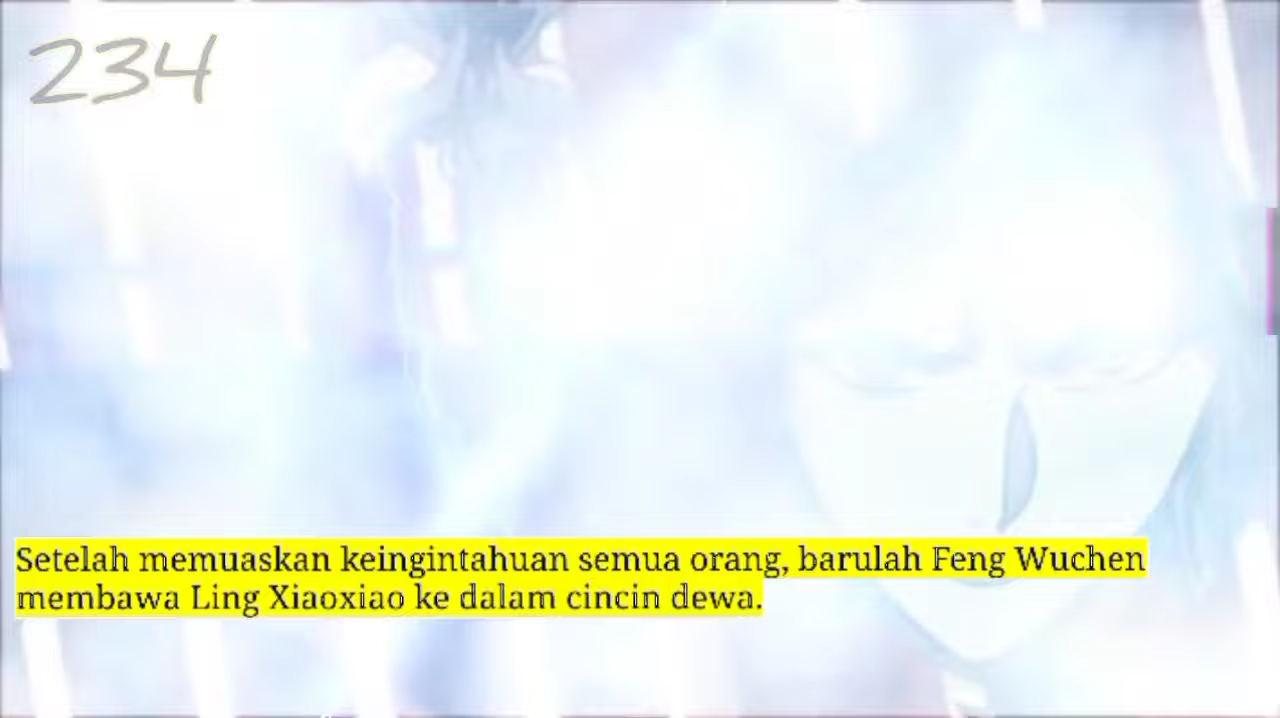 234
Setelah memuaskan keingintahuan semua orang, barulah Feng Wuchen
membawa Ling Xiaoxiao ke dalam cincin dewa.